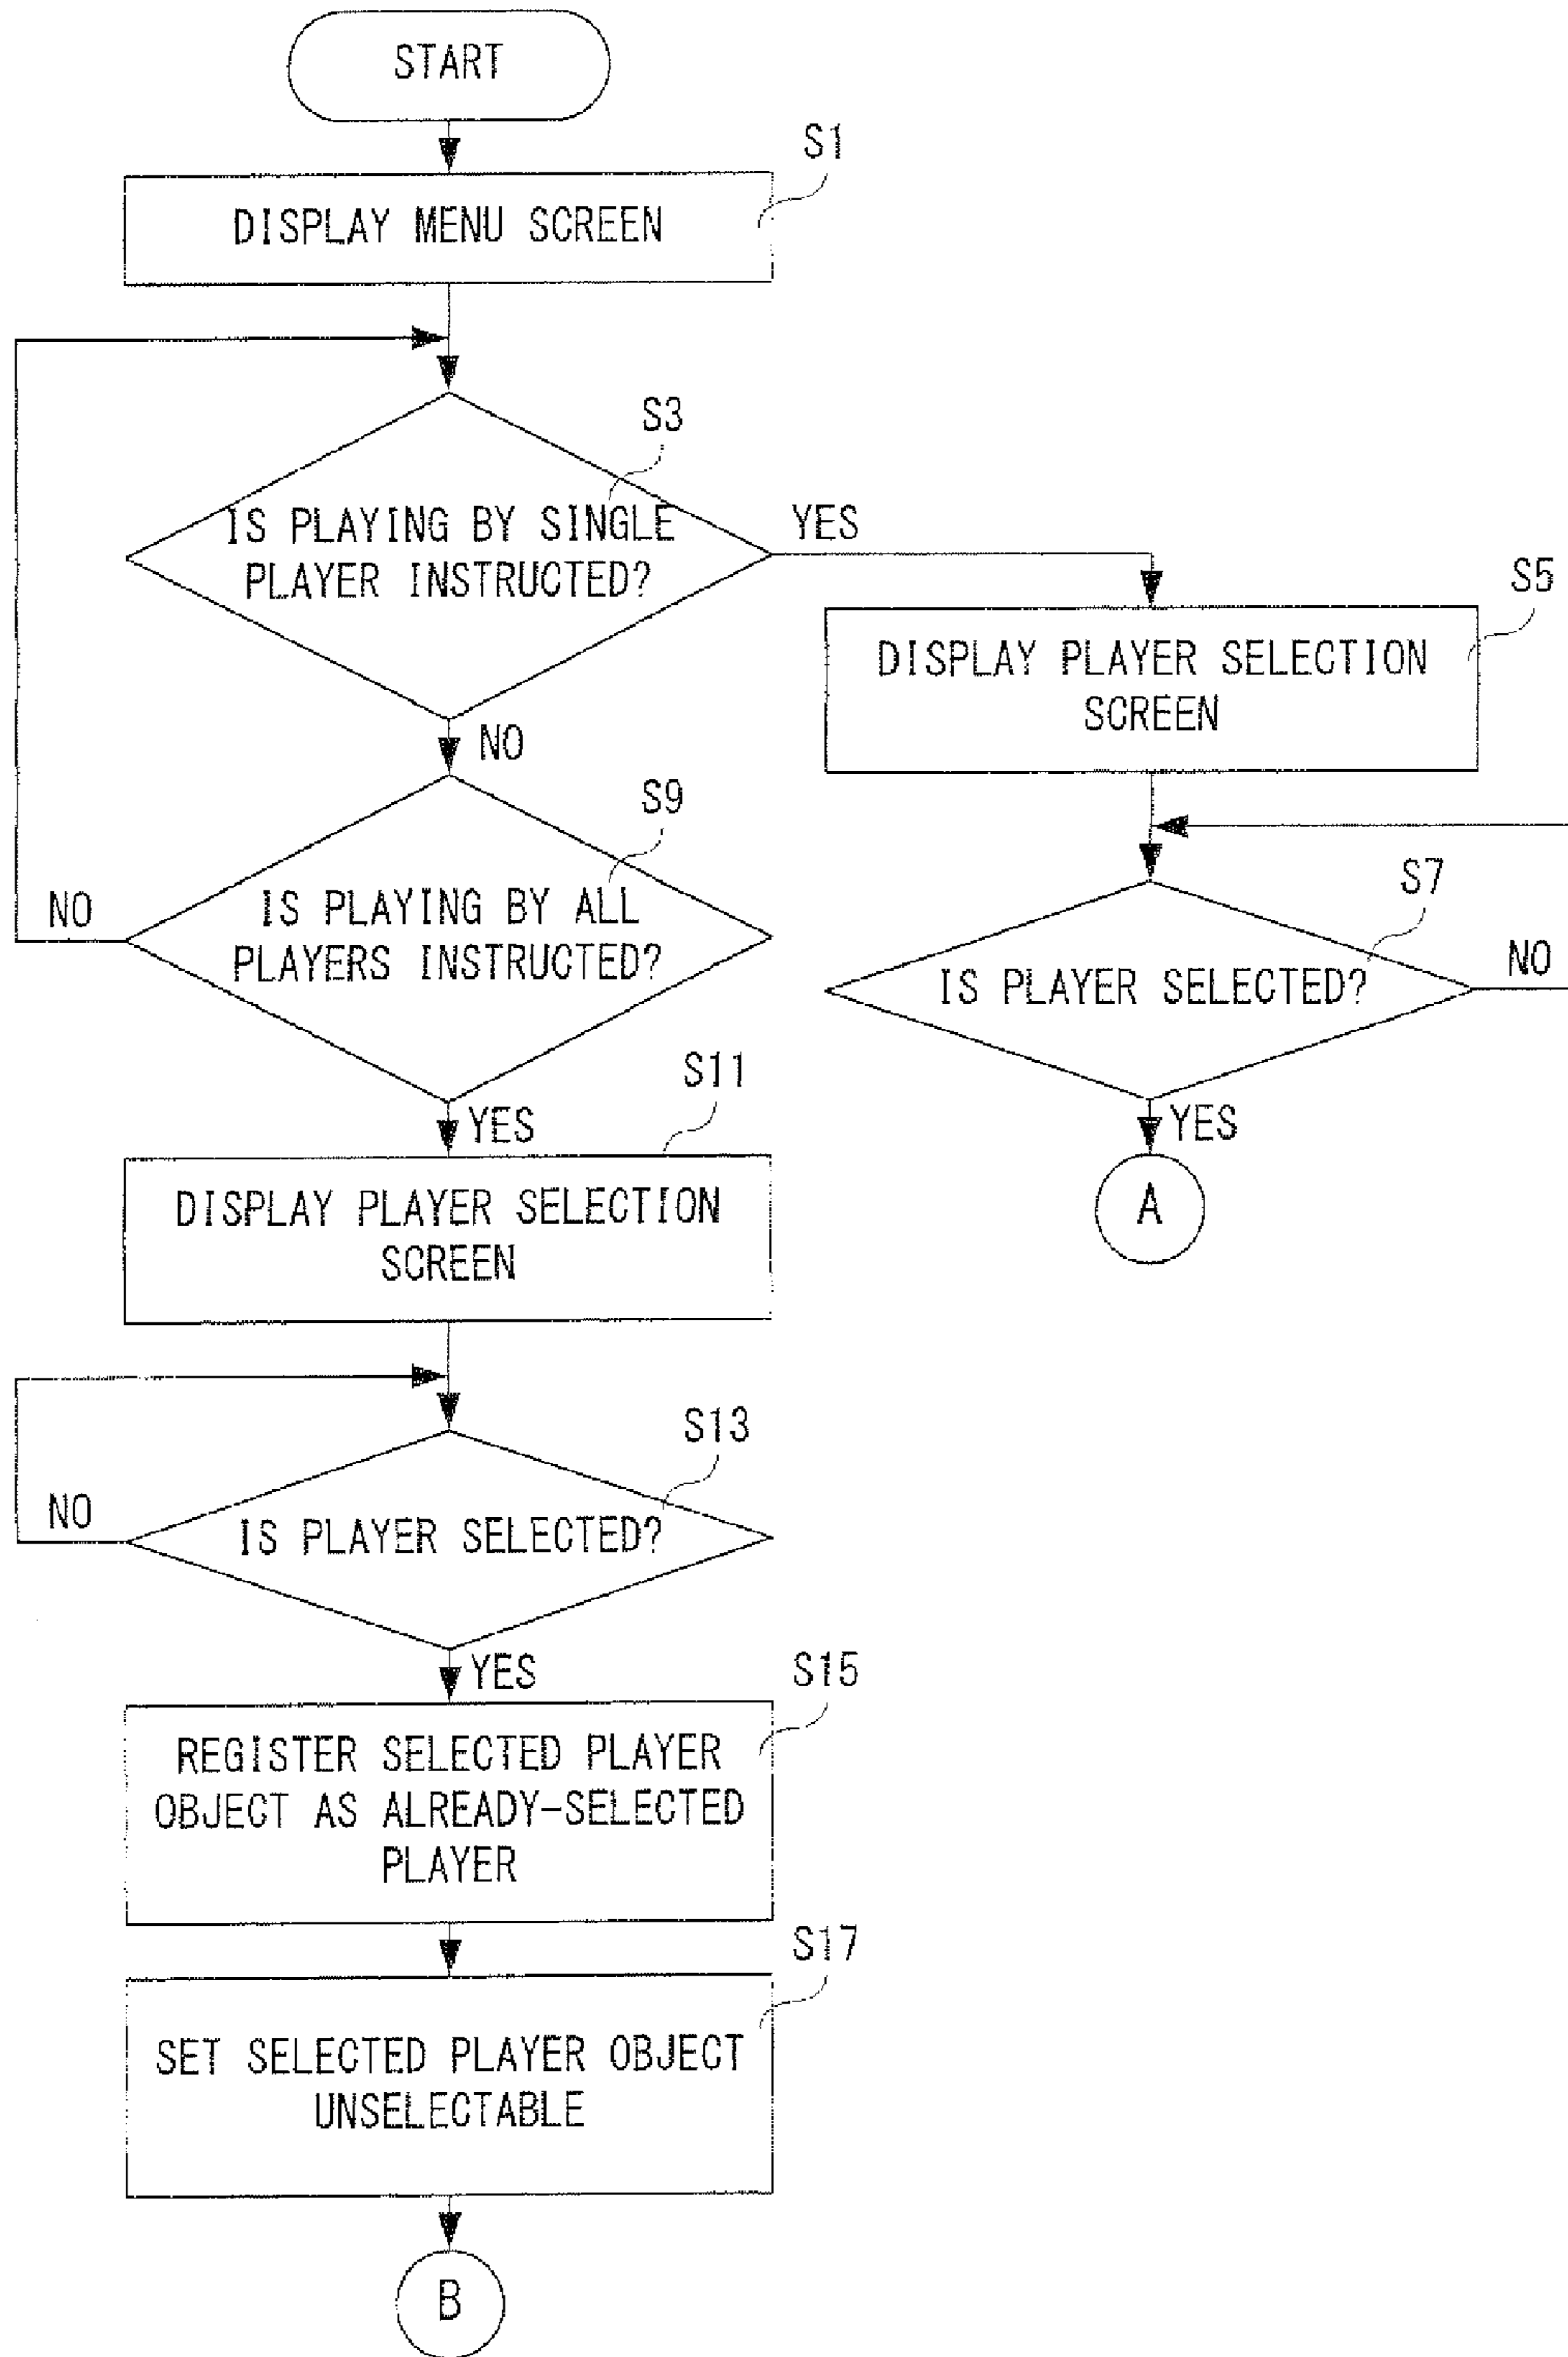 START
S1
DISPLAY MENU SCREEN
S3
IS PLAYING BY SINGLE
PLAYER INSTRUCTED?
YES
NO
S5
DISPLAY PLAYER SELECTION
SCREEN
S7
IS PLAYER SELECTED?
NO
YES
A
S9
IS PLAYING BY ALL
PLAYERS INSTRUCTED?
NO
YES
S11
DISPLAY PLAYER SELECTION
SCREEN
S13
IS PLAYER SELECTED?
NO
YES
S15
REGISTER SELECTED PLAYER
OBJECT AS ALREADY-SELECTED
PLAYER
S17
SET SELECTED PLAYER OBJECT
UNSELECTABLE
B